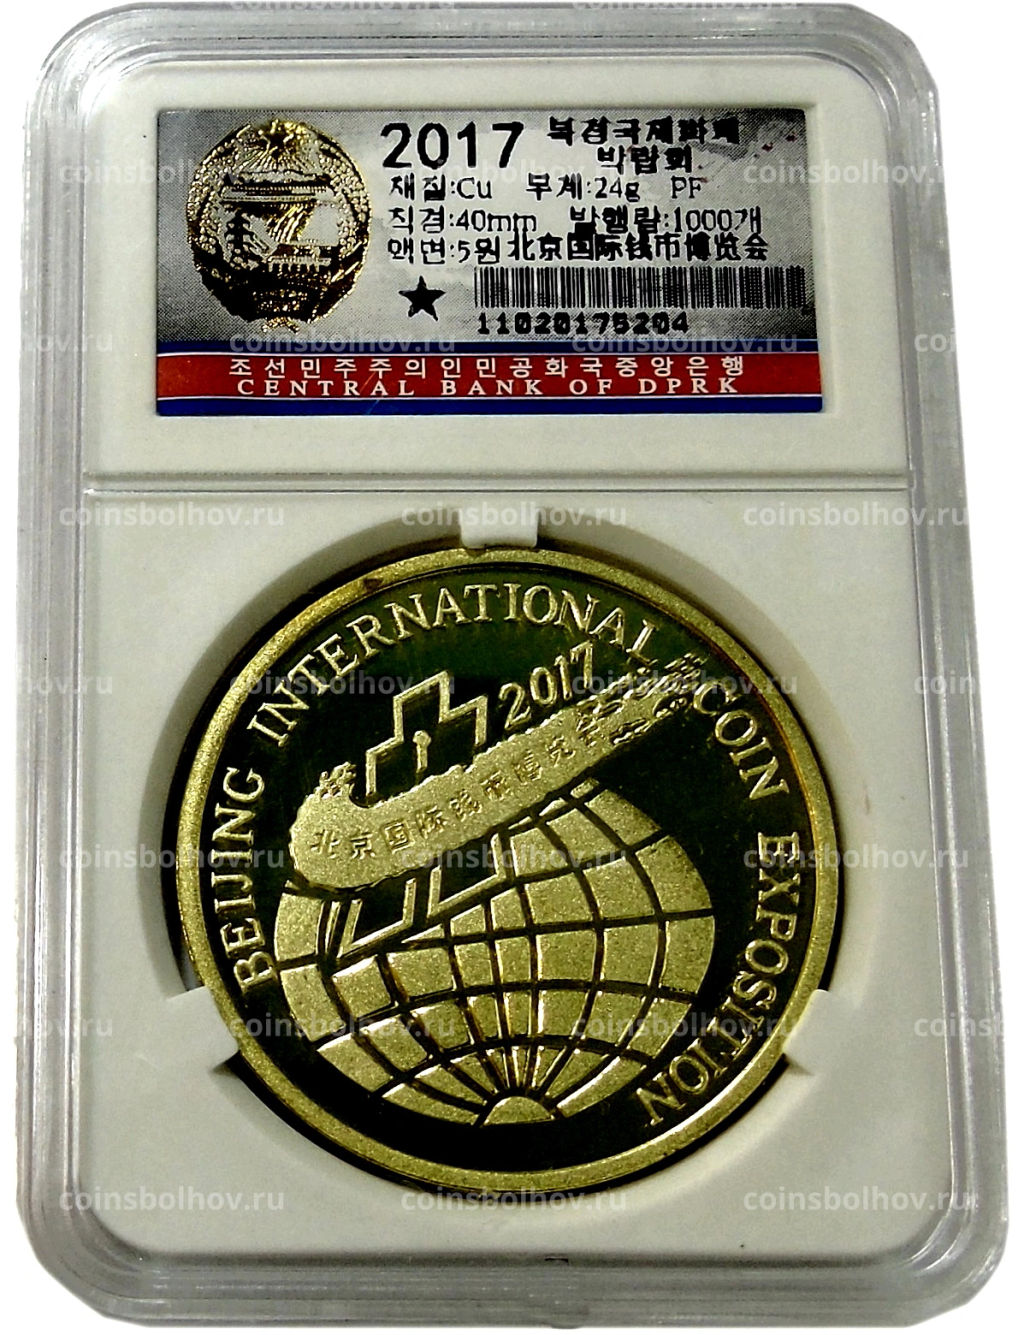 2017 북경국제화폐
박람회
재질:Cu 무게:24g PF
직경:40mm 발행량:1000개
액면:5원 北京国际钱币博览会
11020175204
조선민주주의인민공화국중앙은행
CENTRAL BANK OF DPRK
BEIJING INTERNATIONAL COIN EXPOSITION
2017
北京国际钱币博览会
coinsbolhov.ru